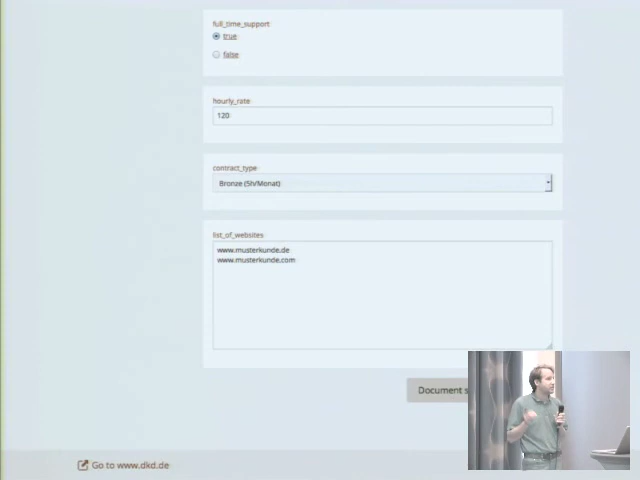 full_time_support
true
false
hourly_rate
120
contract_type
Bronze (5h/Monat)
list_of_websites
www.musterkunde.de
www.musterkunde.com
Document s
Go to www.dkd.de